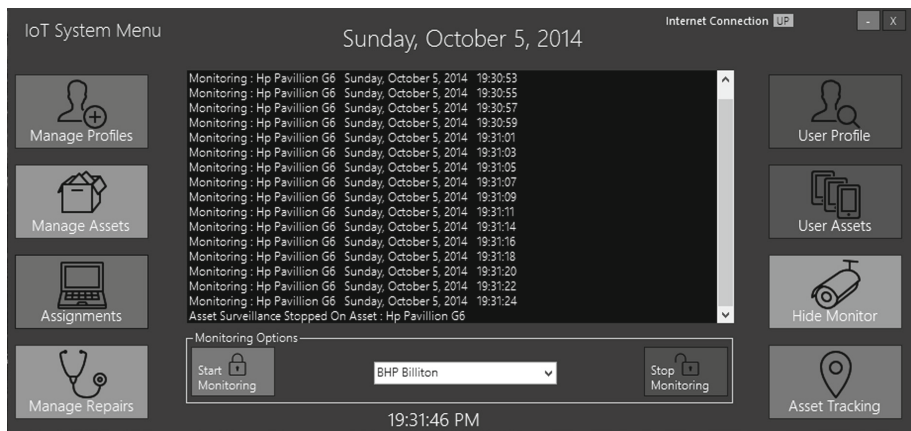 IoT System Menu
Sunday, October 5, 2014
Internet Connection UP
- X
Manage Profiles
Manage Assets
Assignments
Manage Repairs
Monitoring : Hp Pavillion G6 Sunday, October 5, 2014 19:30:53
Monitoring : Hp Pavillion G6 Sunday, October 5, 2014 19:30:55
Monitoring : Hp Pavillion G6 Sunday, October 5, 2014 19:30:57
Monitoring : Hp Pavillion G6 Sunday, October 5, 2014 19:30:59
Monitoring : Hp Pavillion G6 Sunday, October 5, 2014 19:31:01
Monitoring : Hp Pavillion G6 Sunday, October 5, 2014 19:31:03
Monitoring : Hp Pavillion G6 Sunday, October 5, 2014 19:31:05
Monitoring : Hp Pavillion G6 Sunday, October 5, 2014 19:31:07
Monitoring : Hp Pavillion G6 Sunday, October 5, 2014 19:31:09
Monitoring : Hp Pavillion G6 Sunday, October 5, 2014 19:31:11
Monitoring : Hp Pavillion G6 Sunday, October 5, 2014 19:31:14
Monitoring : Hp Pavillion G6 Sunday, October 5, 2014 19:31:16
Monitoring : Hp Pavillion G6 Sunday, October 5, 2014 19:31:18
Monitoring : Hp Pavillion G6 Sunday, October 5, 2014 19:31:20
Monitoring : Hp Pavillion G6 Sunday, October 5, 2014 19:31:22
Monitoring : Hp Pavillion G6 Sunday, October 5, 2014 19:31:24
Asset Surveillance Stopped On Asset : Hp Pavillion G6
Monitoring Options
Start
Monitoring
BHP Billiton
Stop
Monitoring
19:31:46 PM
User Profile
User Assets
Hide Monitor
Asset Tracking